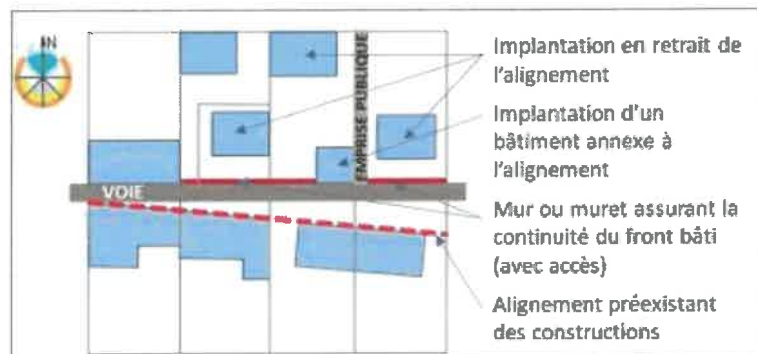 N
EMPRISE PUBLIQUE
VOIE
Implantation en retrait de
l'alignement
Implantation d'un
bâtiment annexe à
l'alignement
Mur ou muret assurant la
continuité du front bâti
(avec accès)
Alignement préexistant
des constructions